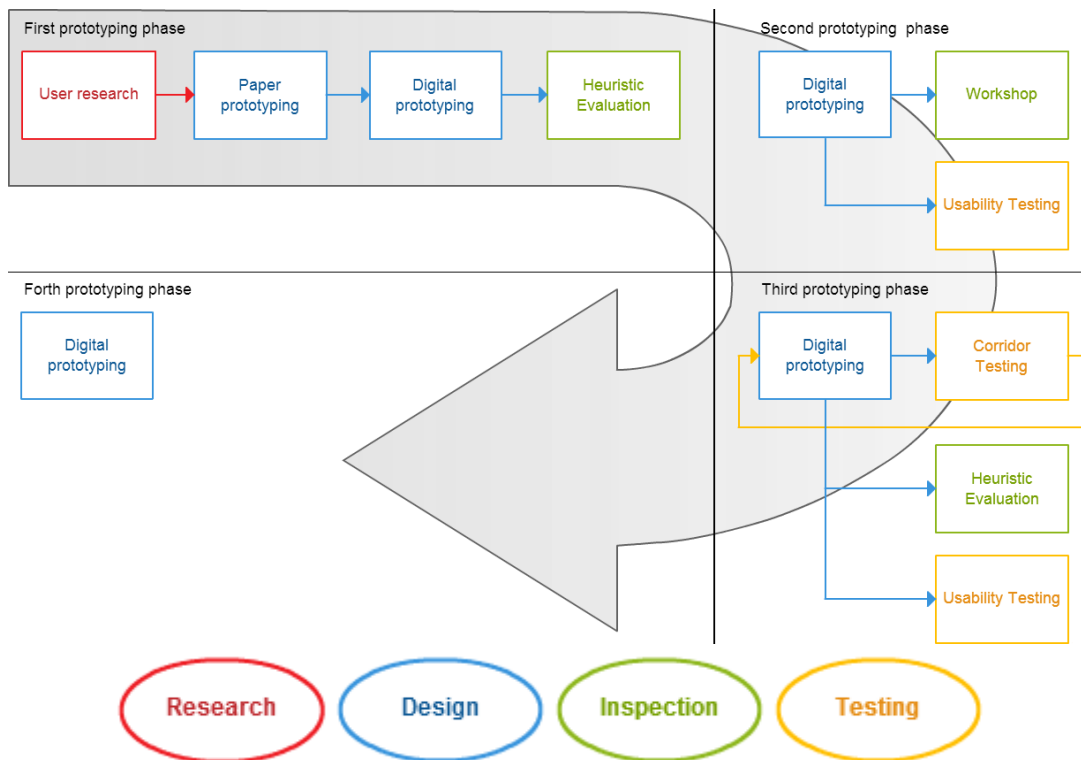 First prototyping phase
User research
Paper
prototyping
Digital
prototyping
Heuristic
Evaluation
Second prototyping  phase
Digital
prototyping
Workshop
Usability Testing
Third prototyping phase
Digital
prototyping
Corridor
Testing
Heuristic
Evaluation
Usability Testing
Forth prototyping phase
Digital
prototyping
Research
Design
Inspection
Testing